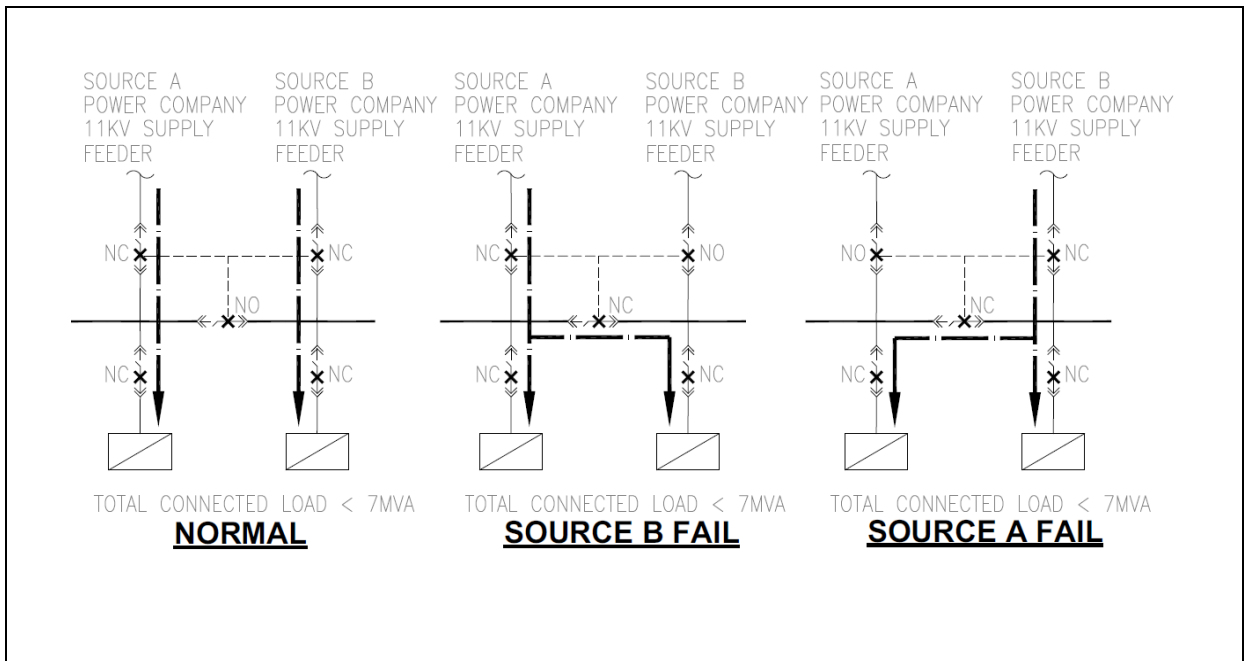 SOURCE A
POWER COMPANY
11KV SUPPLY
FEEDER
SOURCE B
POWER COMPANY
11KV SUPPLY
FEEDER
NC
NC
NO
NC
NC
TOTAL CONNECTED LOAD < 7MVA
NORMAL
SOURCE A
POWER COMPANY
11KV SUPPLY
FEEDER
SOURCE B
POWER COMPANY
11KV SUPPLY
FEEDER
NC
NO
NC
NC
NC
TOTAL CONNECTED LOAD < 7MVA
SOURCE B FAIL
SOURCE A
POWER COMPANY
11KV SUPPLY
FEEDER
SOURCE B
POWER COMPANY
11KV SUPPLY
FEEDER
NO
NC
NC
NC
NC
TOTAL CONNECTED LOAD < 7MVA
SOURCE A FAIL